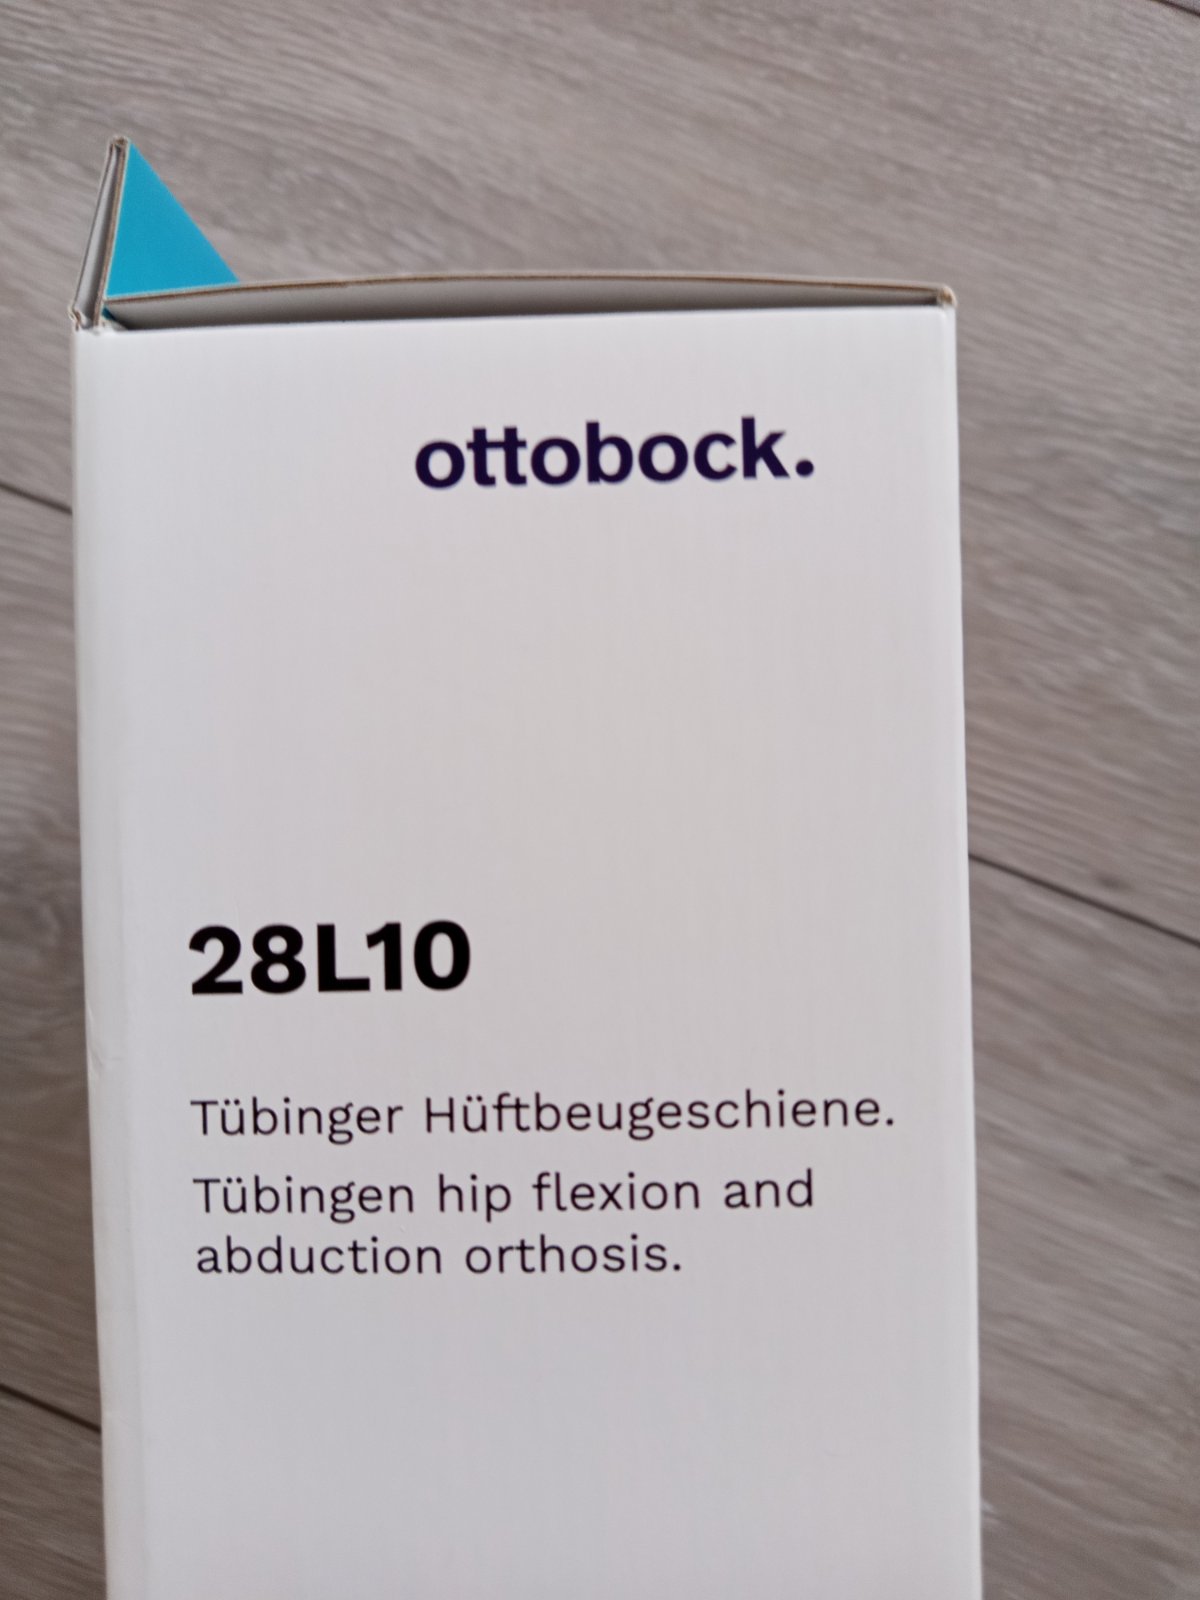 ottobock.
28L10
Tübinger Hüftbeugeschiene.
Tübingen hip flexion and
abduction orthosis.